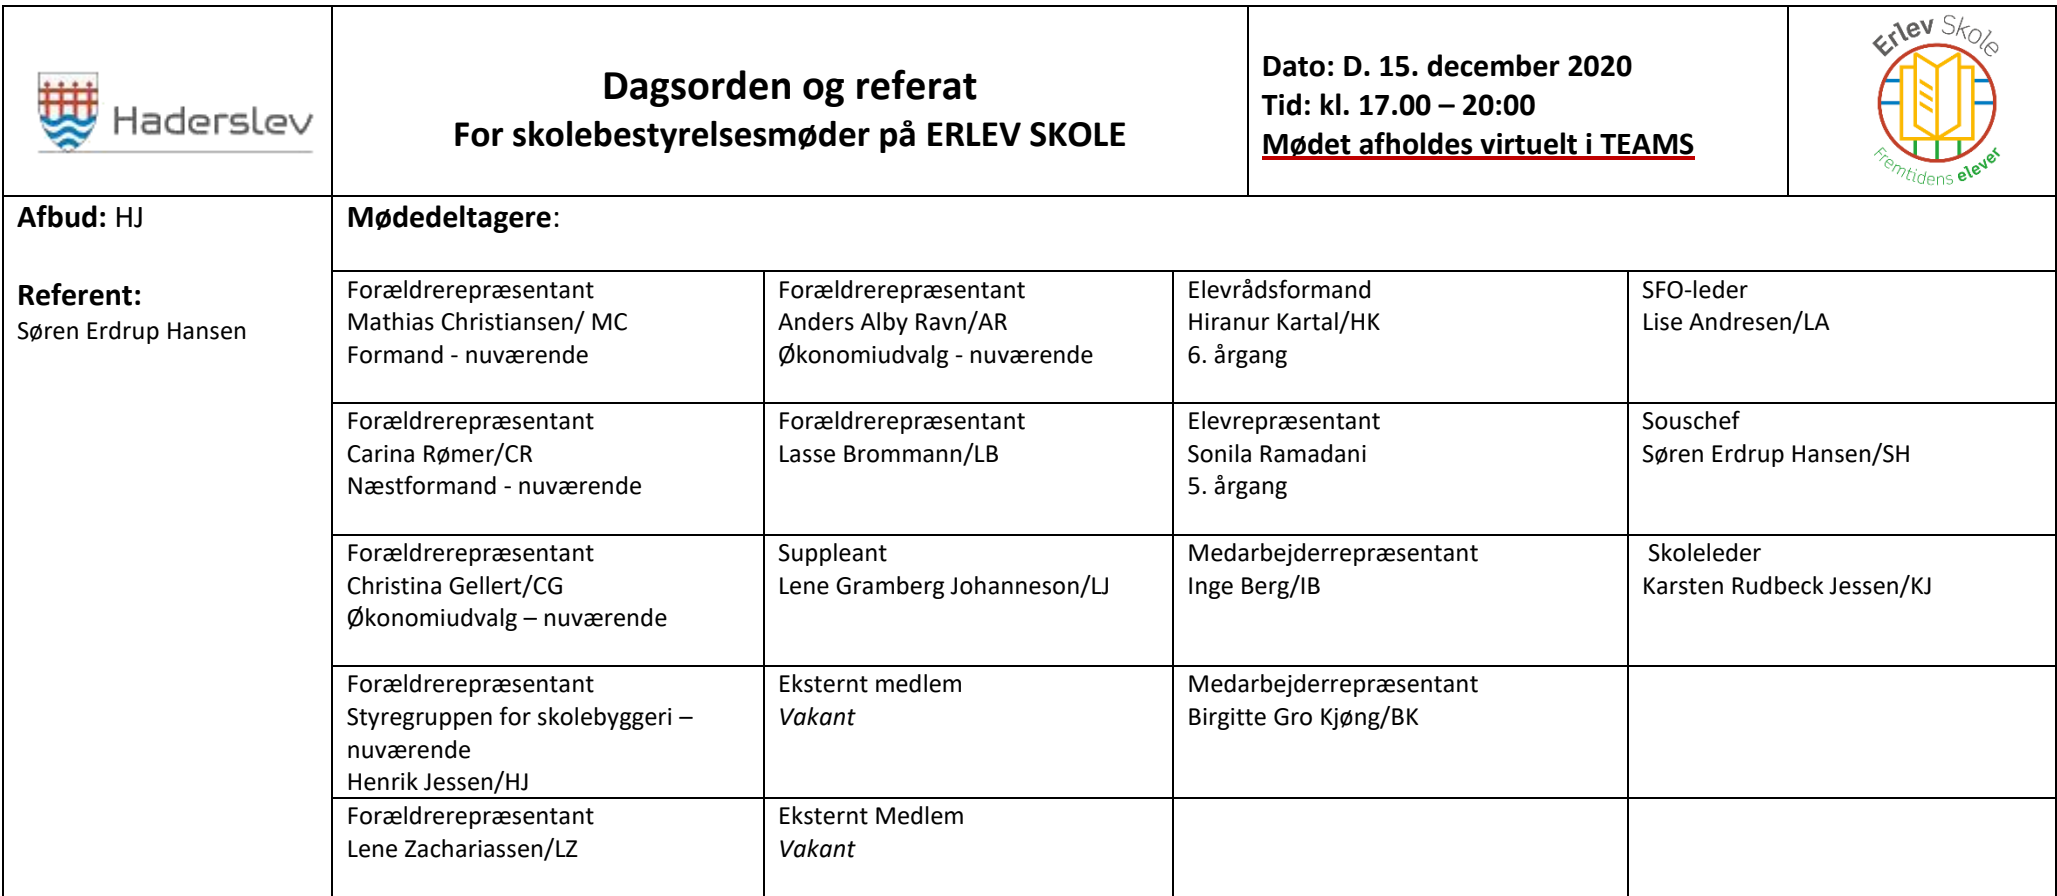 Haderslev
Dagsorden og referat
For skolebestyrelsesmøder på ERLEV SKOLE
Dato: D. 15. december 2020
Tid: kl. 17.00 – 20:00
Mødet afholdes virtuelt i TEAMS
Erlev Skole
Fremtidens elever
Afbud: HJ
Referent:
Søren Erdrup Hansen
Mødedeltagere:
Forældrerepræsentant
Mathias Christiansen/ MC
Formand - nuværende
Forældrerepræsentant
Anders Alby Ravn/AR
Økonomiudvalg - nuværende
Elevrådsformand
Hiranur Kartal/HK
6. årgang
SFO-leder
Lise Andresen/LA
Forældrerepræsentant
Carina Rømer/CR
Næstformand - nuværende
Forældrerepræsentant
Lasse Brommann/LB
Elevrepræsentant
Sonila Ramadani
5. årgang
Souschef
Søren Erdrup Hansen/SH
Forældrerepræsentant
Christina Gellert/CG
Økonomiudvalg – nuværende
Suppleant
Lene Gramberg Johanneson/LJ
Medarbejderrepræsentant
Inge Berg/IB
Skoleleder
Karsten Rudbeck Jessen/KJ
Forældrerepræsentant
Styregruppen for skolebyggeri –
nuværende
Henrik Jessen/HJ
Eksternt medlem
Vakant
Medarbejderrepræsentant
Birgitte Gro Kjøng/BK
Forældrerepræsentant
Lene Zachariassen/LZ
Eksternt Medlem
Vakant